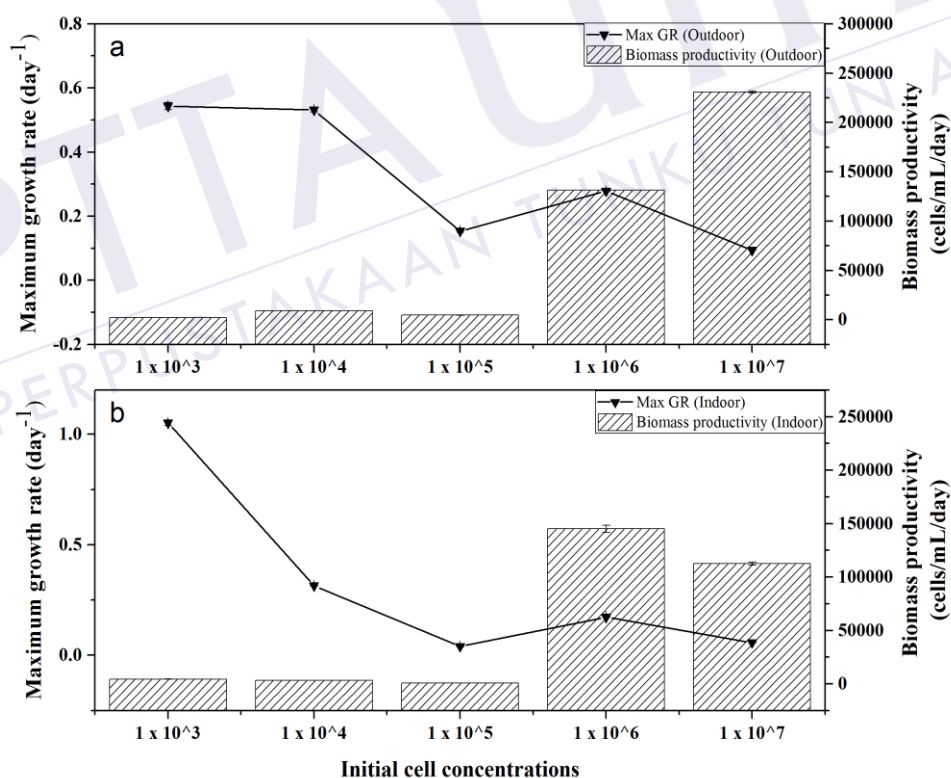 a
Max GR (Outdoor)
Biomass productivity (Outdoor)
Maximum growth rate (day⁻¹)
0.8
0.6
0.4
0.2
0.0
-0.2
300000
250000
200000
150000
100000
50000
0
Biomass productivity
(cells/mL/day)
1 x 10^3 1 x 10^4 1 x 10^5 1 x 10^6 1 x 10^7
b
Max GR (Indoor)
Biomass productivity (Indoor)
Maximum growth rate (day⁻¹)
1.0
0.5
0.0
250000
200000
150000
100000
50000
0
Biomass productivity
(cells/mL/day)
1 x 10^3 1 x 10^4 1 x 10^5 1 x 10^6 1 x 10^7
Initial cell concentrations
PERPUSTAKAAN TUNKU TUN A